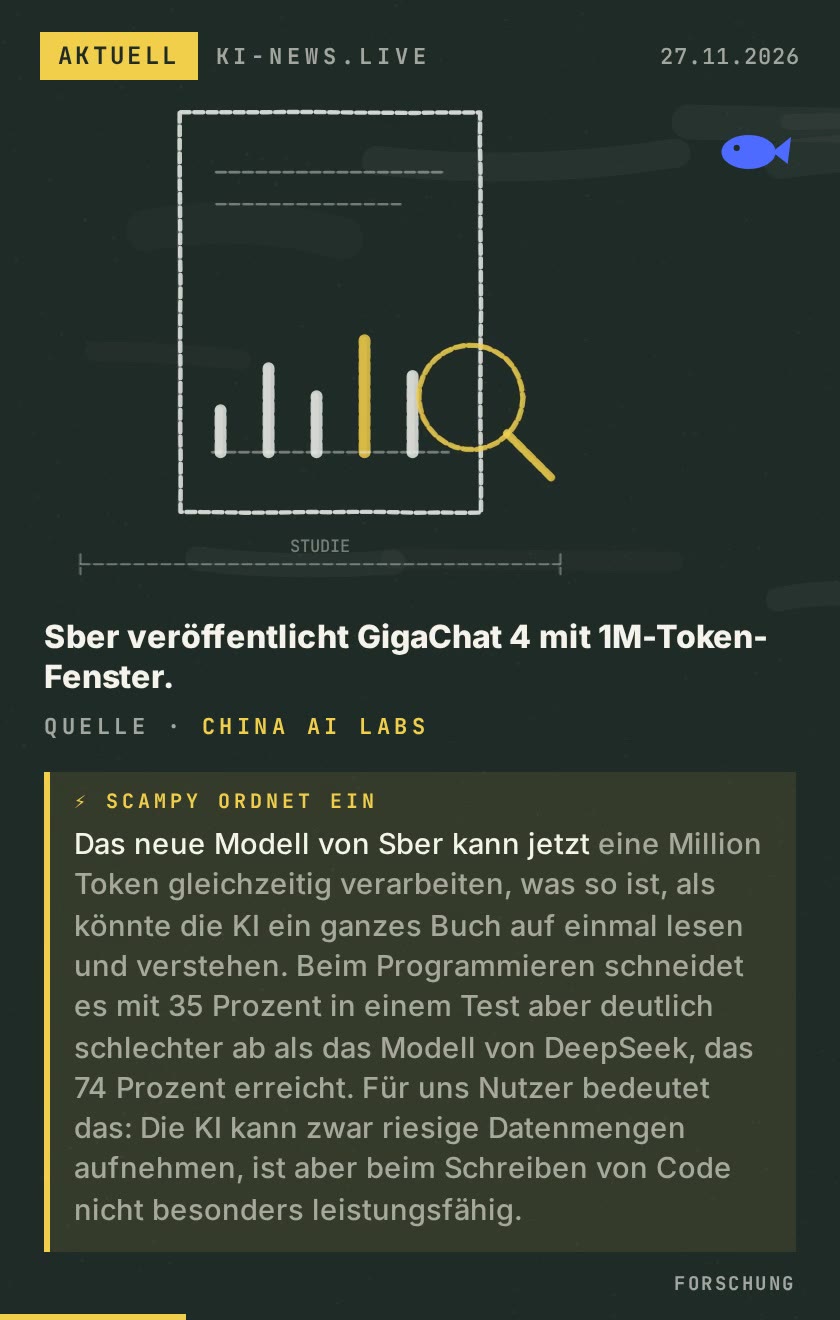 AKTUELL KI-NEWS.LIVE 27.11.2026
STUDIE
Sber veröffentlicht GigaChat 4 mit 1M-Token-
Fenster.
QUELLE · CHINA AI LABS
⚡ SCAMPY ORDNET EIN
Das neue Modell von Sber kann jetzt eine Million
Token gleichzeitig verarbeiten, was so ist, als
könnte die KI ein ganzes Buch auf einmal lesen
und verstehen. Beim Programmieren schneidet
es mit 35 Prozent in einem Test aber deutlich
schlechter ab als das Modell von DeepSeek, das
74 Prozent erreicht. Für uns Nutzer bedeutet
das: Die KI kann zwar riesige Datenmengen
aufnehmen, ist aber beim Schreiben von Code
nicht besonders leistungsfähig.
FORSCHUNG